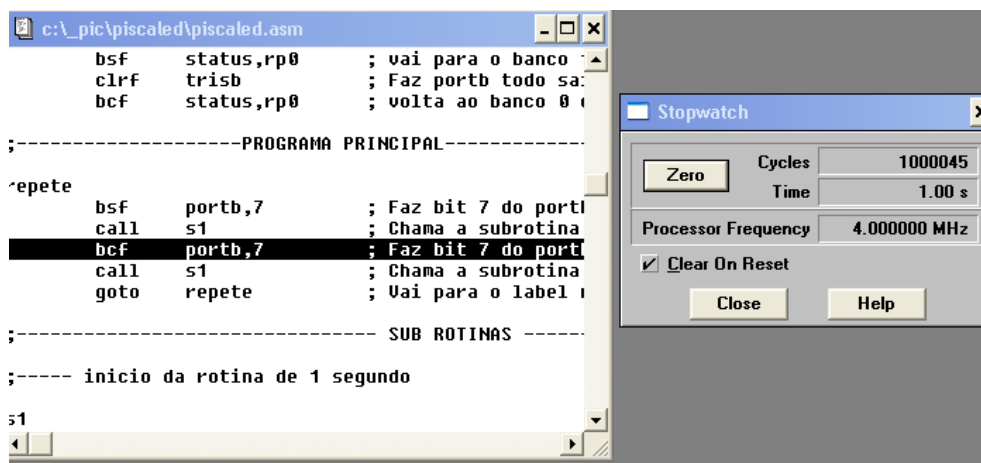 c:\_pic\piscaled\piscaled.asm
bsf status,rp0 ; vai para o banco
clrf trisb ; Faz portb todo
bcf status,rp0 ; volta ao banco 0
;--------------------PROGRAMA PRINCIPAL-------------
repete
bsf portb,7 ; Faz bit 7 do
call s1 ; Chama a subrotina
bcf portb,7 ; Faz bit 7 do
call s1 ; Chama a subrotina
goto repete ; Vai para o label
;-------------------------------- SUB ROTINAS ------
;----- inicio da rotina de 1 segundo
s1
Stopwatch
Zero
Cycles 1000045
Time 1.00 s
Processor Frequency 4.000000 MHz
Clear On Reset
Close Help